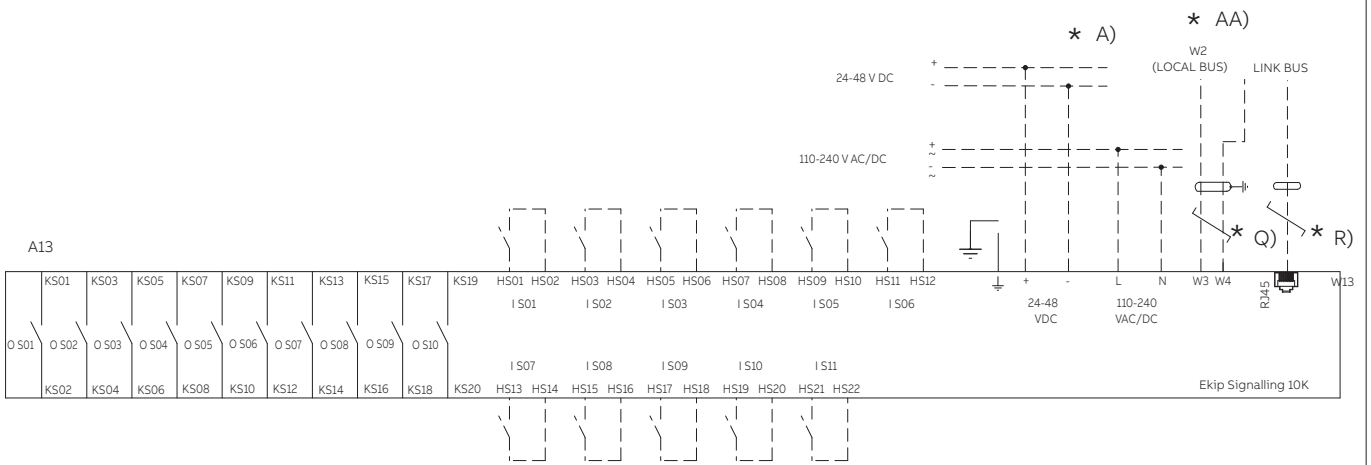 * AA)
* A)
W2
(LOCAL BUS)
LINK BUS
24-48 V DC
+
-
110-240 V AC/DC
+
~
-
~
* Q)
* R)
A13
KS01 KS03 KS05 KS07 KS09 KS11 KS13 KS15 KS17 KS19 HS01 HS02 HS03 HS04 HS05 HS06 HS07 HS08 HS09 HS10 HS11 HS12 + - L N W3 W4 RJ45 W13
I S01 I S02 I S03 I S04 I S05 I S06
24-48
VDC
110-240
VAC/DC
O S01 O S02 O S03 O S04 O S05 O S06 O S07 O S08 O S09 O S10
I S07 I S08 I S09 I S10 I S11
KS02 KS04 KS06 KS08 KS10 KS12 KS14 KS16 KS18 KS20 HS13 HS14 HS15 HS16 HS17 HS18 HS19 HS20 HS21 HS22
Ekip Signalling 10K